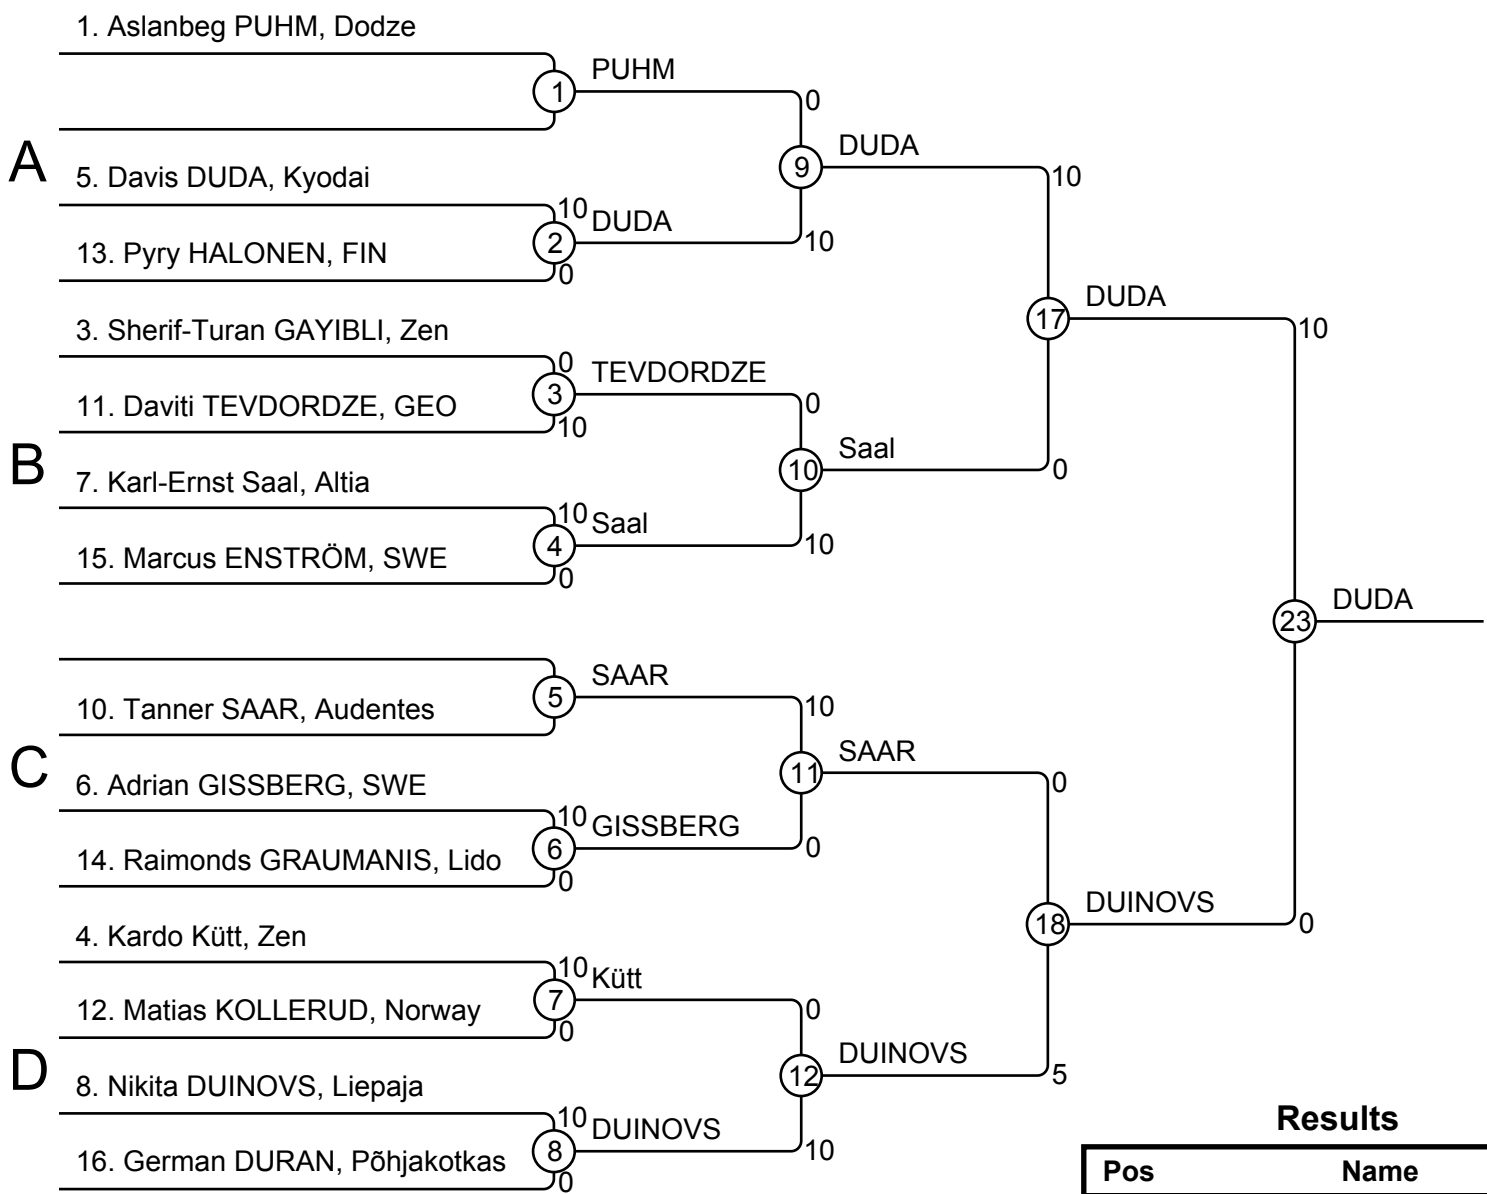 1. Aslanbeg PUHM, Dodze
PUHM
1
0
DUDA
A
9
5. Davis DUDA, Kyodai
10
10
DUDA
2
10
13. Pyry HALONEN, FIN
0
DUDA
3. Sherif-Turan GAYIBLI, Zen
17
10
0
TEVDORDZE
3
0
11. Daviti TEVDORDZE, GEO
10
Saal
B
10
0
7. Karl-Ernst Saal, Altia
10
Saal
4
10
15. Marcus ENSTRÖM, SWE
0
DUDA
23
SAAR
5
10
10. Tanner SAAR, Audentes
SAAR
C
11
0
6. Adrian GISSBERG, SWE
10
GISSBERG
6
0
14. Raimonds GRAUMANIS, Lido
0
DUINOVS
18
0
4. Kardo Kütt, Zen
10
Kütt
7
0
12. Matias KOLLERUD, Norway
0
DUINOVS
D
12
5
8. Nikita DUINOVS, Liepaja
10
DUINOVS
8
10
16. German DURAN, Põhjakotkas
0
Results
Pos Name